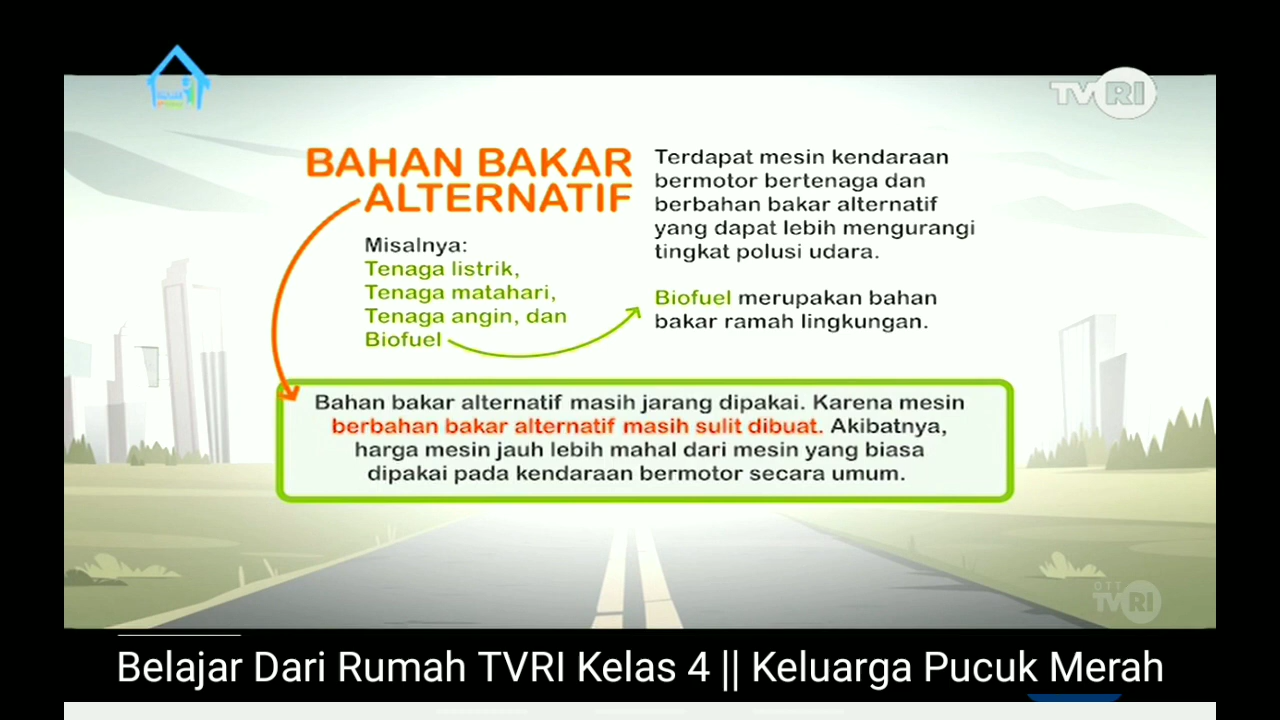 TVRI
BAHAN BAKAR
ALTERNATIF
Misalnya:
Tenaga listrik,
Tenaga matahari,
Tenaga angin, dan
Biofuel
Terdapat mesin kendaraan
bermotor bertenaga dan
berbahan bakar alternatif
yang dapat lebih mengurangi
tingkat polusi udara.
Biofuel merupakan bahan
bakar ramah lingkungan.
Bahan bakar alternatif masih jarang dipakai. Karena mesin
berbahan bakar alternatif masih sulit dibuat. Akibatnya,
harga mesin jauh lebih mahal dari mesin yang biasa
dipakai pada kendaraan bermotor secara umum.
OTT
TVRI
Belajar Dari Rumah TVRI Kelas 4 || Keluarga Pucuk Merah